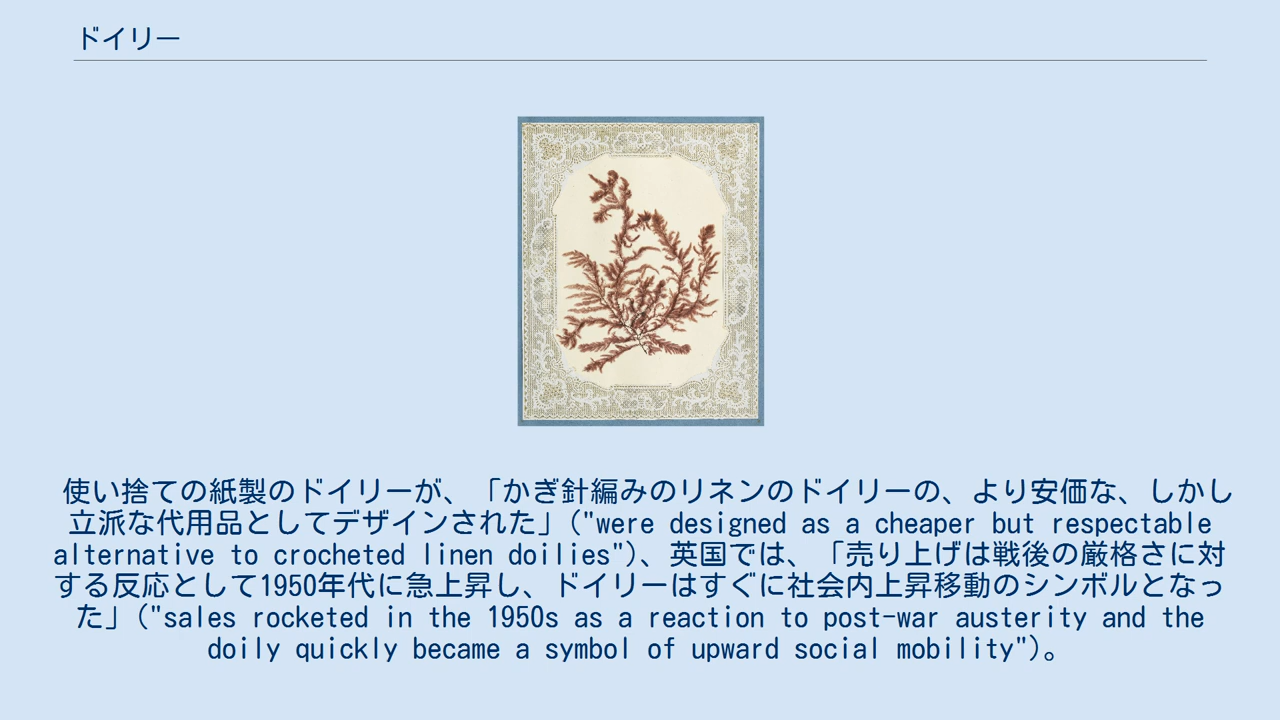 ドイリー
使い捨ての紙製のドイリーが、「かぎ針編みのリネンのドイリーの、より安価な、しかし
立派な代用品としてデザインされた」("were designed as a cheaper but respectable
alternative to crocheted linen doilies")、英国では、「売り上げは戦後の厳格さに対
する反応として1950年代に急上昇し、ドイリーはすぐに社会内上昇移動のシンボルとなっ
た」("sales rocketed in the 1950s as a reaction to post-war austerity and the
doily quickly became a symbol of upward social mobility")。